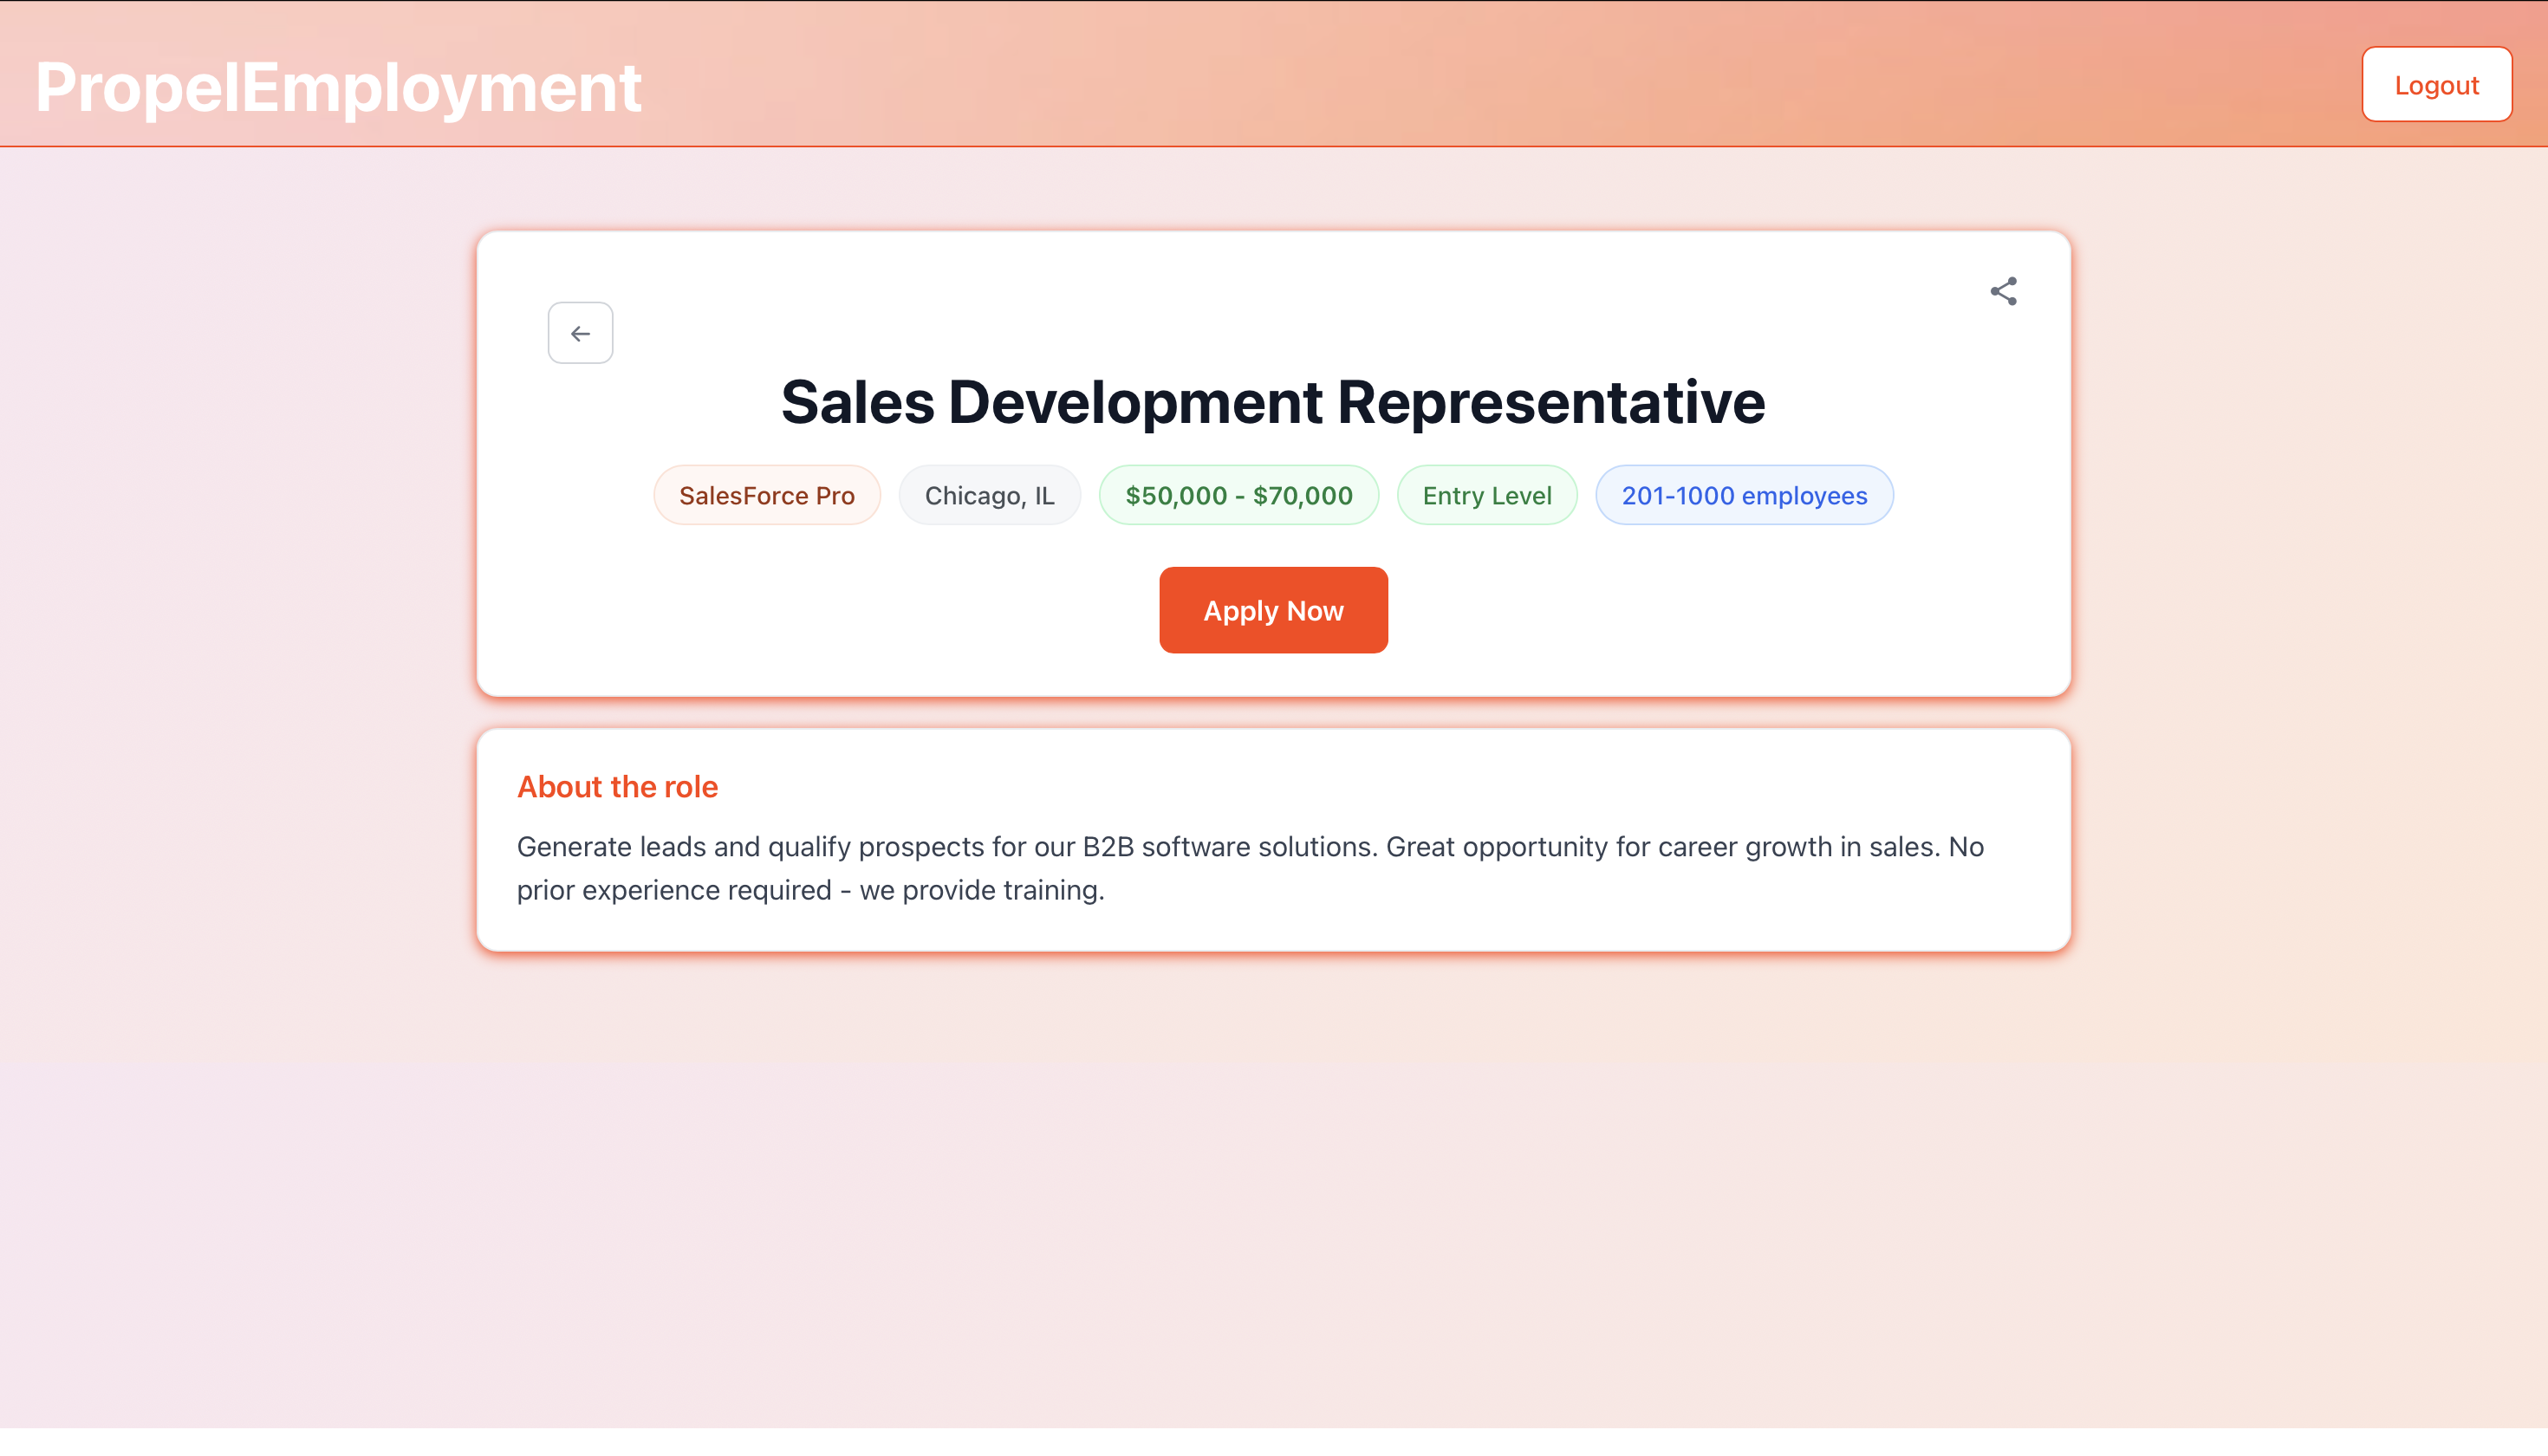 PropelEmployment
Logout
Sales Development Representative
SalesForce Pro
Chicago, IL
$50,000 - $70,000
Entry Level
201-1000 employees
Apply Now
About the role
Generate leads and qualify prospects for our B2B software solutions. Great opportunity for career growth in sales. No
prior experience required - we provide training.